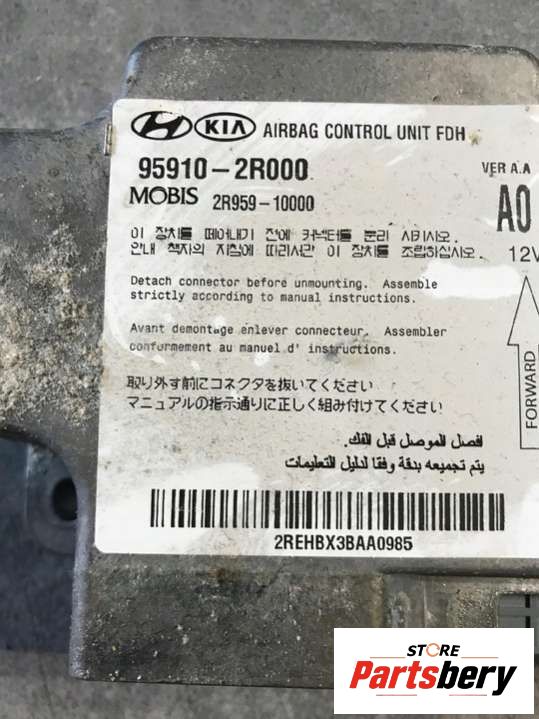 HYUNDAI KIA AIRBAG CONTROL UNIT FDH
95910-2R000 VER A.A
MOBIS 2R959-10000 A0
이 장치를 떼어내기 전에 커넥터를 분리 시키시오.
안내 책자의 지침에 따라서만 이 장치를 조립하십시오. 12V
Detach connector before unmounting. Assemble
strictly according to manual instructions.
Avant demontage enlever connecteur. Assembler
conformement au manuel d' instructions.
取り外す前にコネクタを抜いてください
マニュアルの指示通りに正しく組み付けてください
FORWARD
افصل الموصل قبل الفك.
يتم تجميعه بدقة وفقا لدليل التعليمات
2REHBX3BAA0985
STORE
Partsbery